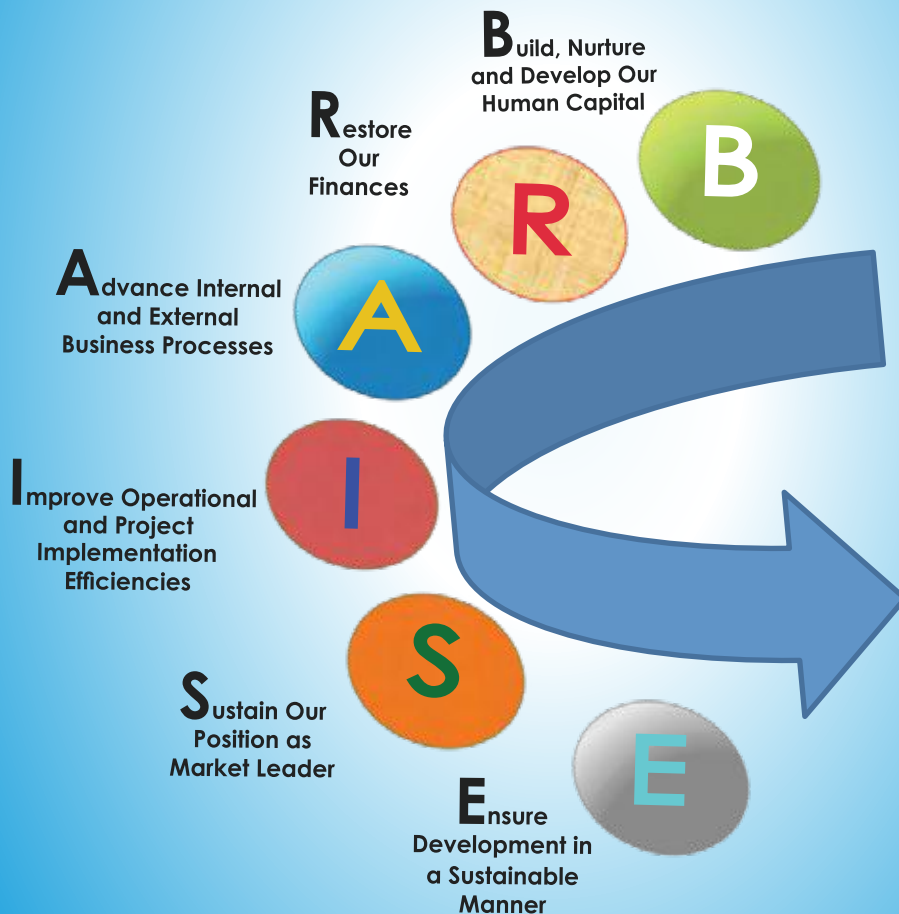 Build, Nurture
and Develop Our
Human Capital
B
Restore
Our
Finances
R
Advance Internal
and External
Business Processes
A
Improve Operational
and Project
Implementation
Efficiencies
I
Sustain Our
Position as
Market Leader
S
Ensure
Development in
a Sustainable
Manner
E